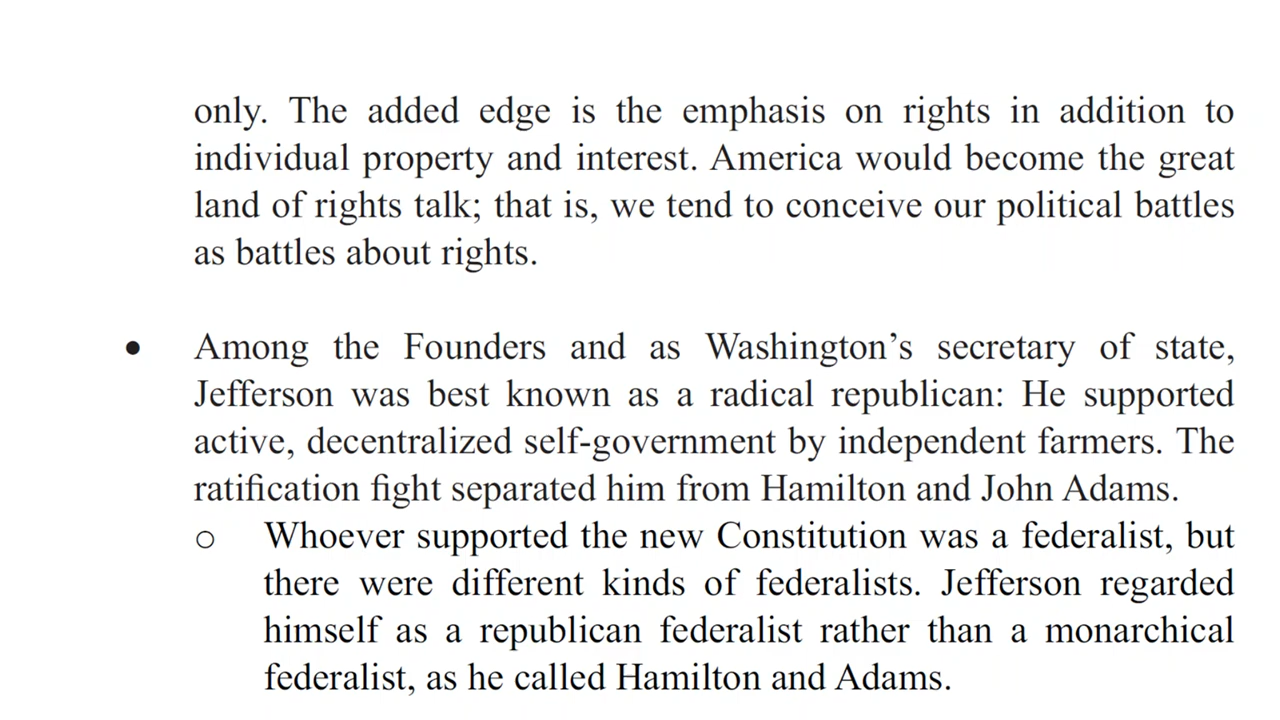 only. The added edge is the emphasis on rights in addition to
individual property and interest. America would become the great
land of rights talk; that is, we tend to conceive our political battles
as battles about rights.
● Among the Founders and as Washington’s secretary of state,
Jefferson was best known as a radical republican: He supported
active, decentralized self-government by independent farmers. The
ratification fight separated him from Hamilton and John Adams.
○ Whoever supported the new Constitution was a federalist, but
there were different kinds of federalists. Jefferson regarded
himself as a republican federalist rather than a monarchical
federalist, as he called Hamilton and Adams.